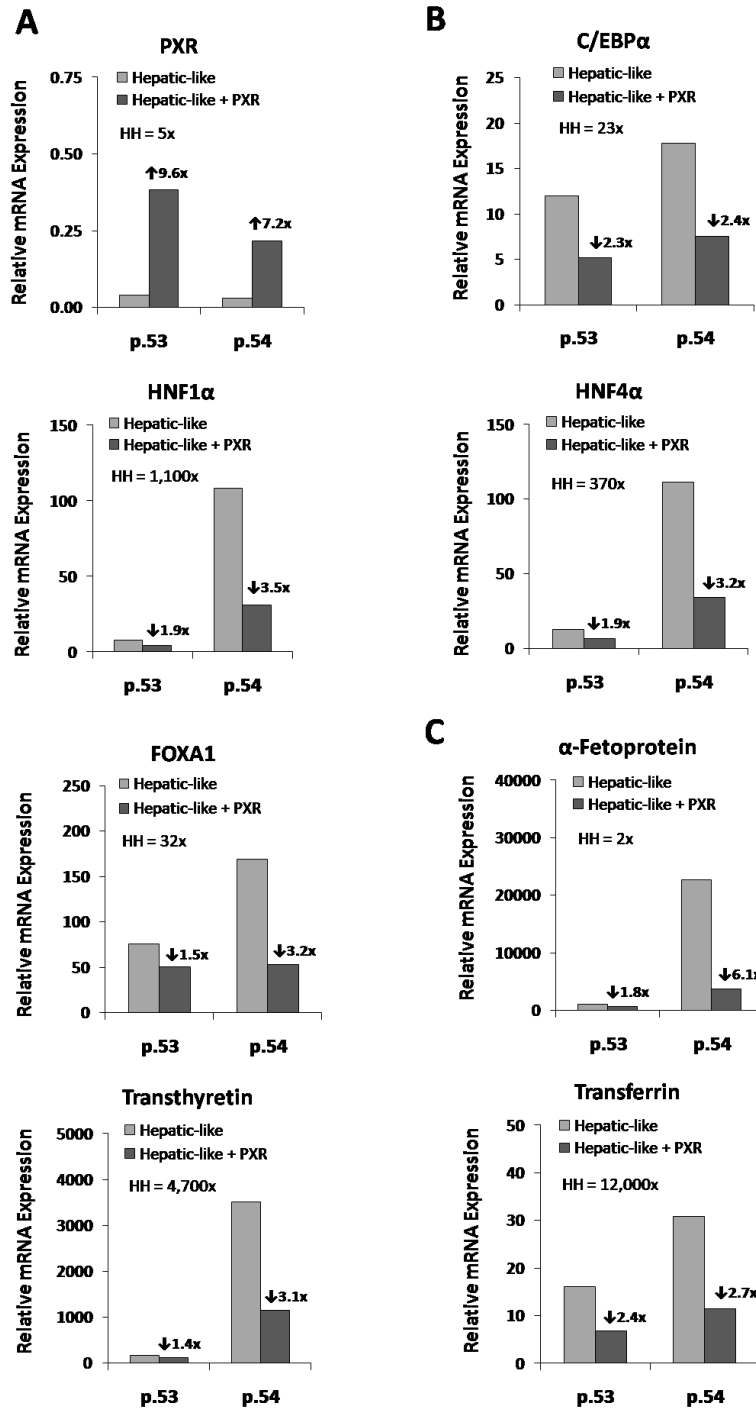 A
PXR
Relative mRNA Expression
0.75
0.50
0.25
0.00
Hepatic-like
Hepatic-like + PXR
HH = 5x
↑9.6x
↑7.2x
p.53
p.54
B
C/EBPα
Relative mRNA Expression
25
20
15
10
5
0
Hepatic-like
Hepatic-like + PXR
HH = 23x
↓2.3x
↓2.4x
p.53
p.54
HNF1α
Relative mRNA Expression
150
100
50
0
Hepatic-like
Hepatic-like + PXR
HH = 1,100x
↓1.9x
↓3.5x
p.53
p.54
HNF4α
Relative mRNA Expression
150
100
50
0
Hepatic-like
Hepatic-like + PXR
HH = 370x
↓1.9x
↓3.2x
p.53
p.54
FOXA1
Relative mRNA Expression
250
200
150
100
50
0
Hepatic-like
Hepatic-like + PXR
HH = 32x
↓1.5x
↓3.2x
p.53
p.54
C
α-Fetoprotein
Relative mRNA Expression
40000
30000
20000
10000
0
Hepatic-like
Hepatic-like + PXR
HH = 2x
↓1.8x
↓6.1x
p.53
p.54
Transthyretin
Relative mRNA Expression
5000
4000
3000
2000
1000
0
Hepatic-like
Hepatic-like + PXR
HH = 4,700x
↓1.4x
↓3.1x
p.53
p.54
Transferrin
Relative mRNA Expression
50
40
30
20
10
0
Hepatic-like
Hepatic-like + PXR
HH = 12,000x
↓2.4x
↓2.7x
p.53
p.54